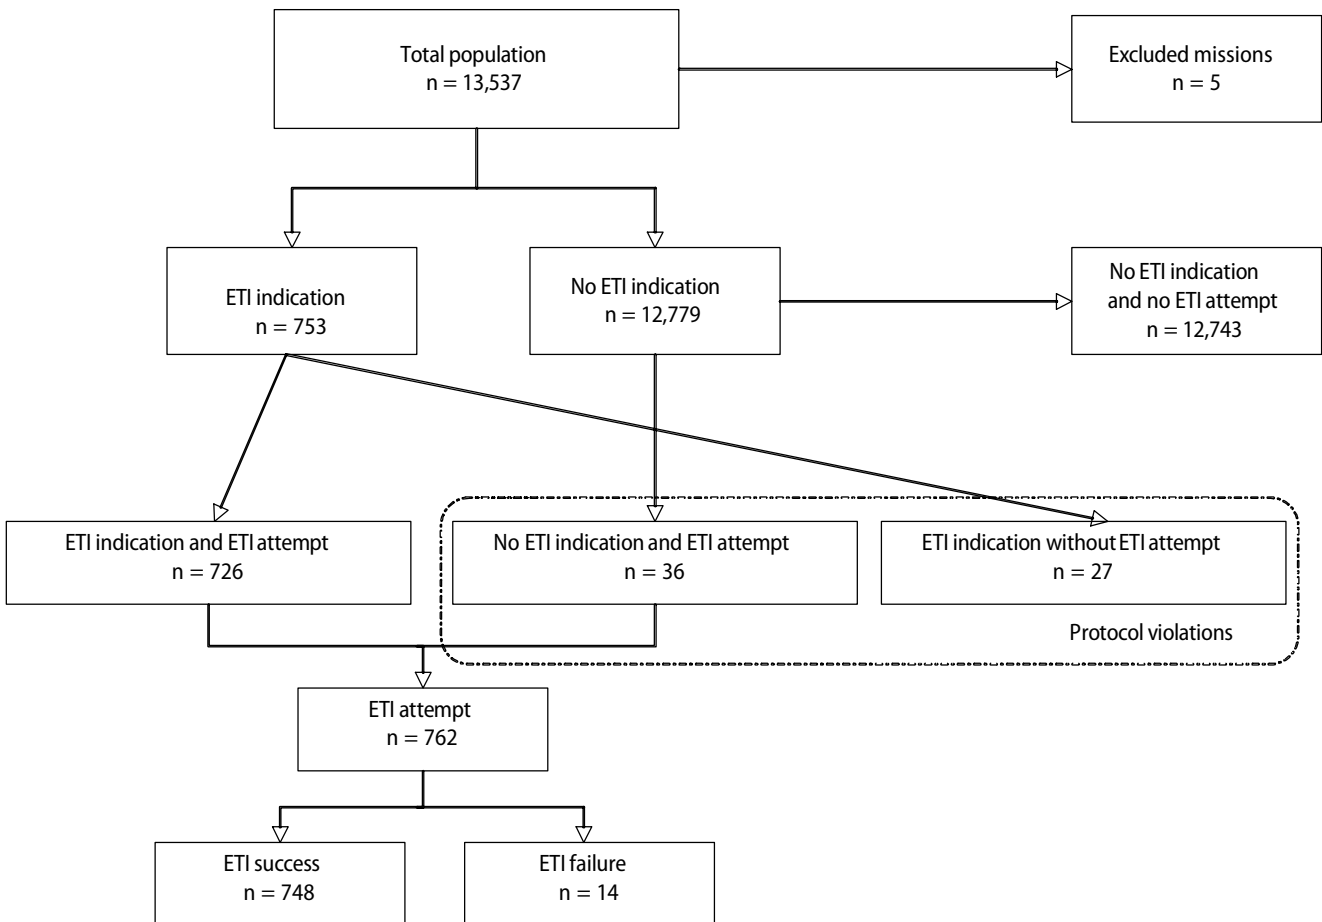 Total population
n = 13,537
Excluded missions
n = 5
ETI indication
n = 753
No ETI indication
n = 12,779
No ETI indication
and no ETI attempt
n = 12,743
ETI indication and ETI attempt
n = 726
No ETI indication and ETI attempt
n = 36
ETI indication without ETI attempt
n = 27
Protocol violations
ETI attempt
n = 762
ETI success
n = 748
ETI failure
n = 14